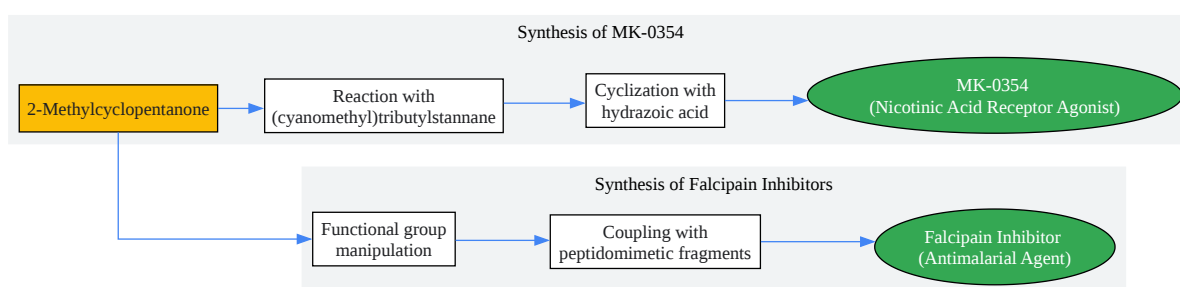 Synthesis of MK-0354
2-Methylcyclopentanone
Reaction with
(cyanomethyl)tributylstannane
Cyclization with
hydrazoic acid
MK-0354
(Nicotinic Acid Receptor Agonist)
Synthesis of Falcipain Inhibitors
Functional group
manipulation
Coupling with
peptidomimetic fragments
Falcipain Inhibitor
(Antimalarial Agent)